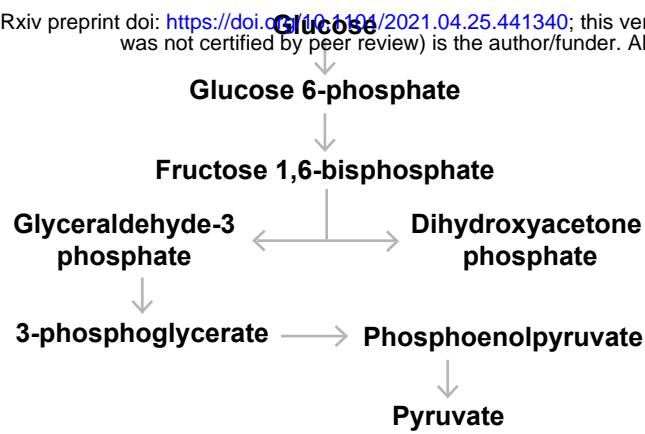 Rxiv preprint doi: https://doi.org/10.1101/2021.04.25.441340; this ver
was not certified by peer review) is the author/funder. Al
Glucose
Glucose 6-phosphate
Fructose 1,6-bisphosphate
Glyceraldehyde-3
phosphate
Dihydroxyacetone
phosphate
3-phosphoglycerate
Phosphoenolpyruvate
Pyruvate